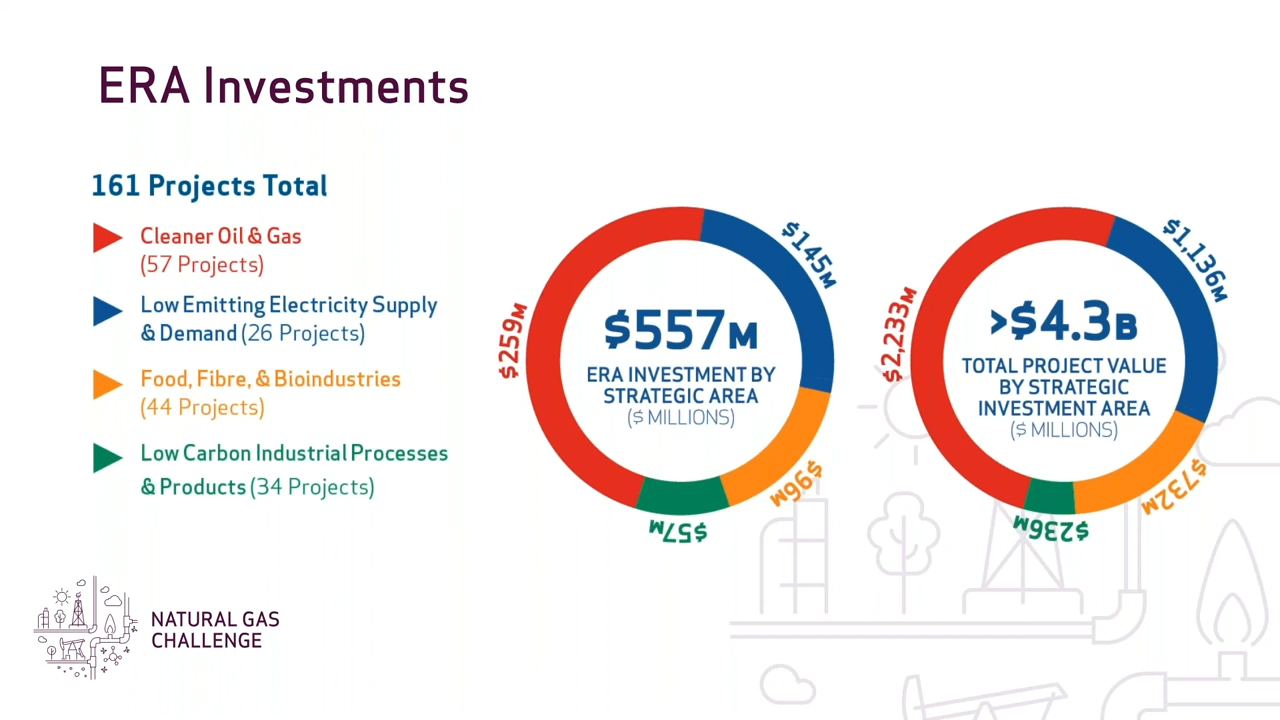 ERA Investments
161 Projects Total
Cleaner Oil & Gas
(57 Projects)
Low Emitting Electricity Supply
& Demand (26 Projects)
Food, Fibre, & Bioindustries
(44 Projects)
Low Carbon Industrial Processes
& Products (34 Projects)
$259M
$145M
$96M
$57M
$557M
ERA INVESTMENT BY
STRATEGIC AREA
($ MILLIONS)
$2,233M
$1,136M
$732M
$236M
>$4.3B
TOTAL PROJECT VALUE
BY STRATEGIC
INVESTMENT AREA
($ MILLIONS)
NATURAL GAS
CHALLENGE